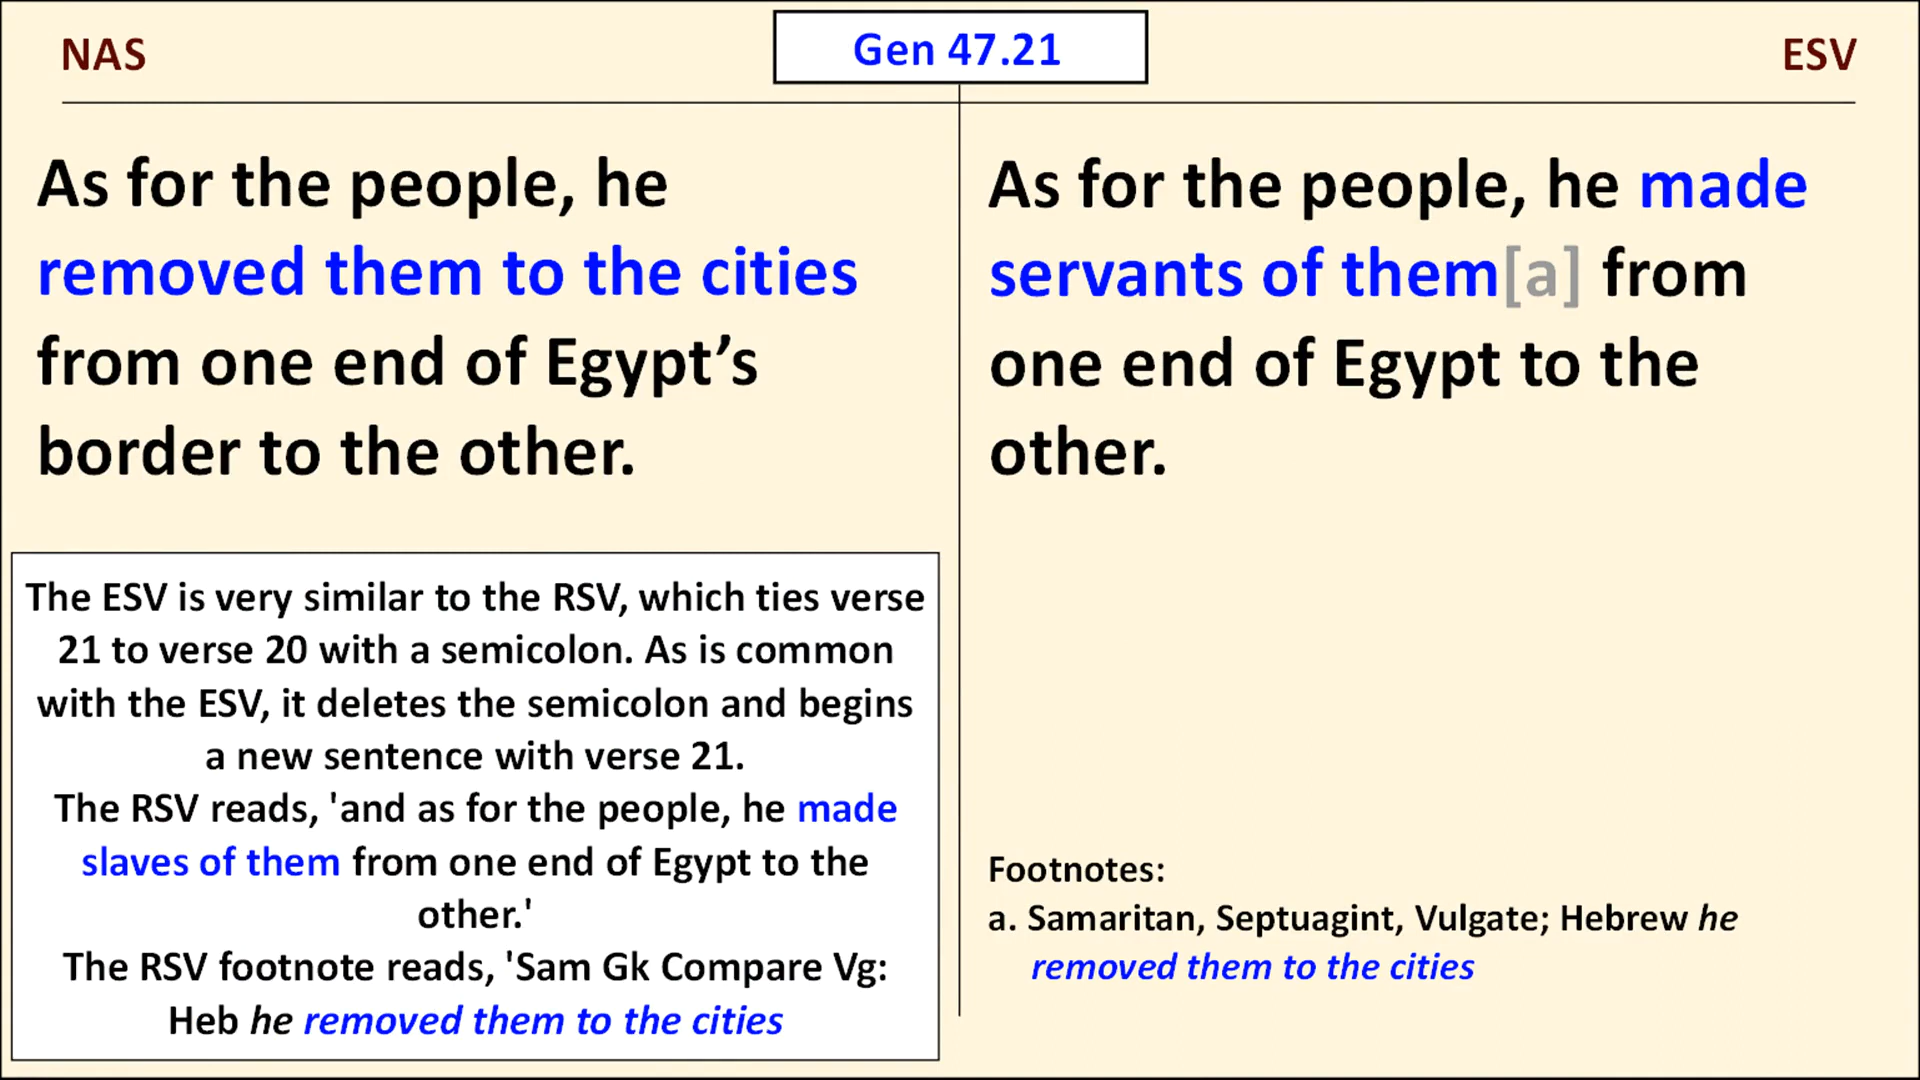 NAS
Gen 47.21
ESV
As for the people, he
removed them to the cities
from one end of Egypt’s
border to the other.
As for the people, he made
servants of them[a] from
one end of Egypt to the
other.
The ESV is very similar to the RSV, which ties verse
21 to verse 20 with a semicolon. As is common
with the ESV, it deletes the semicolon and begins
a new sentence with verse 21.
The RSV reads, 'and as for the people, he made
slaves of them from one end of Egypt to the
other.'
The RSV footnote reads, 'Sam Gk Compare Vg:
Heb he removed them to the cities
Footnotes:
a. Samaritan, Septuagint, Vulgate; Hebrew he
removed them to the cities